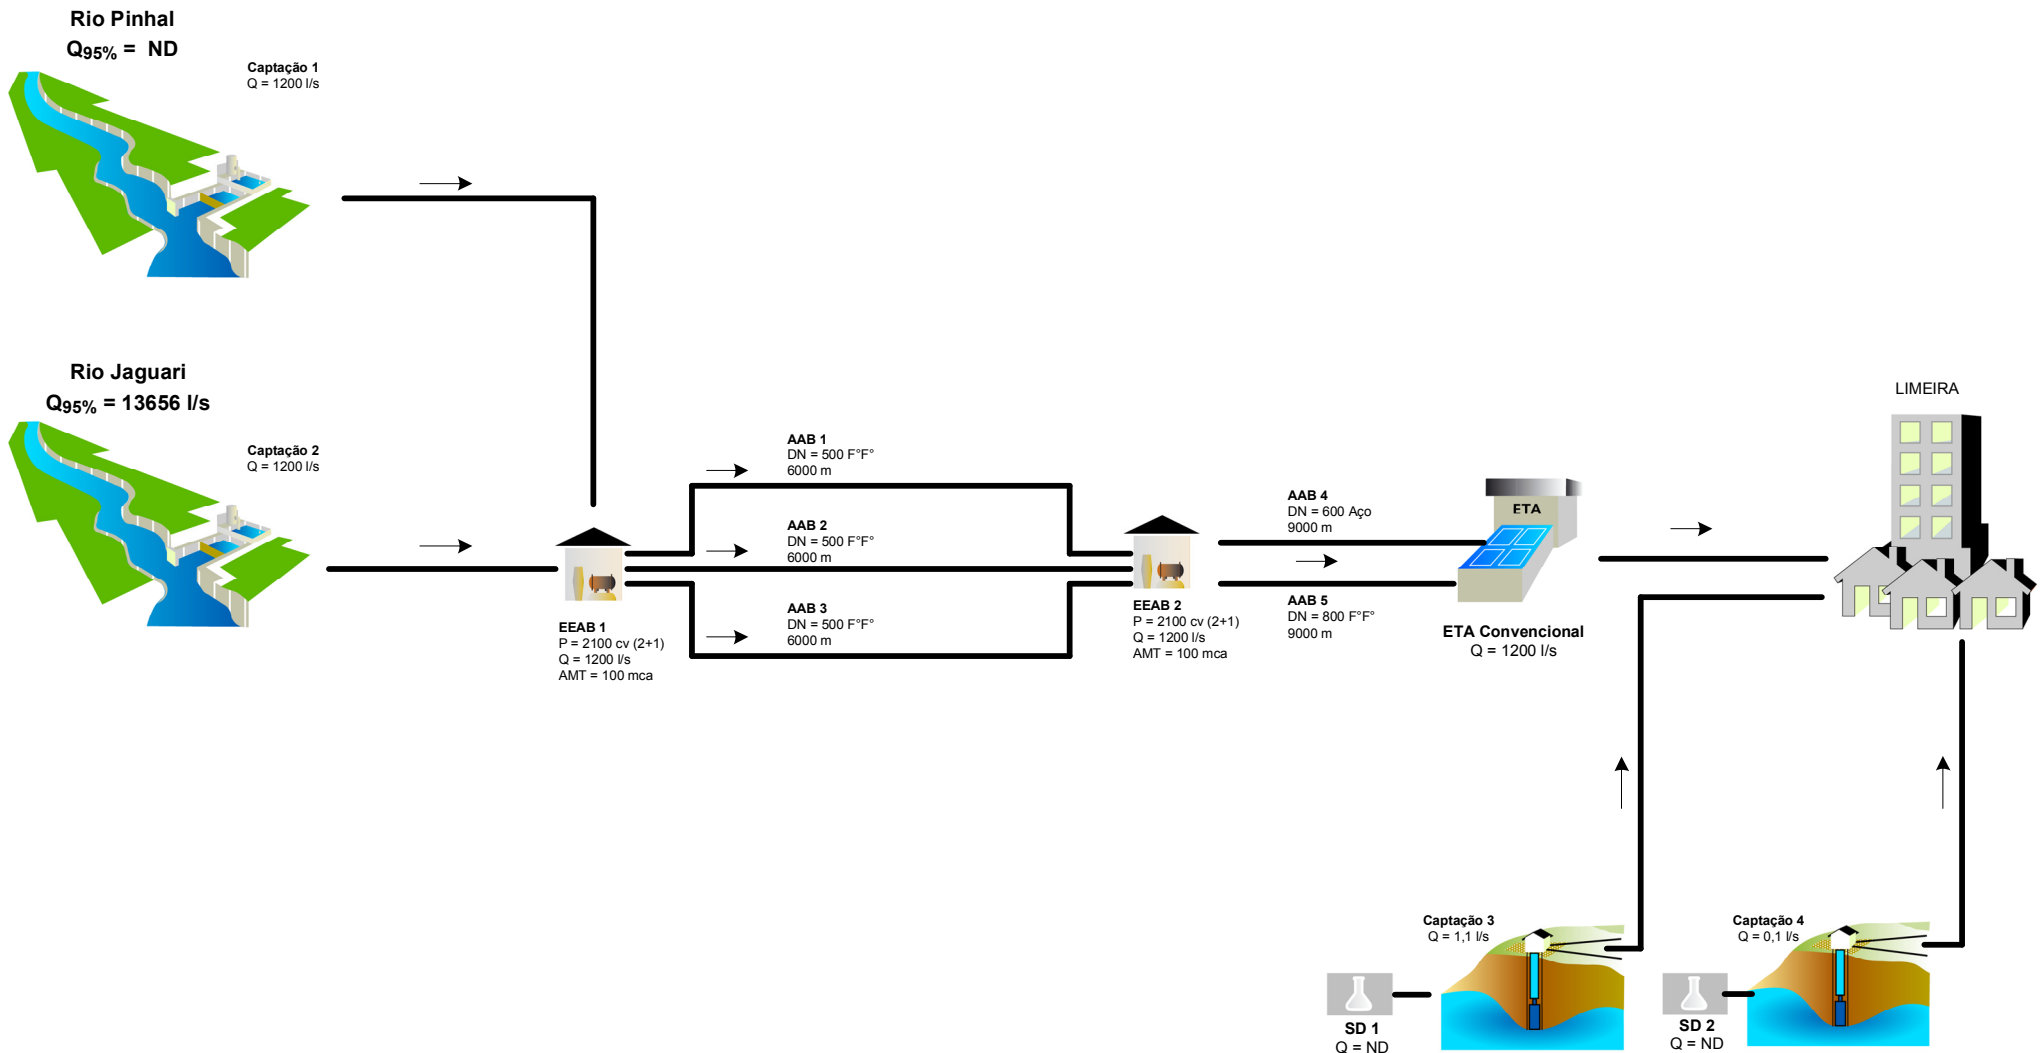 Rio Pinhal
Q95% = ND
Captação 1
Q = 1200 l/s
Rio Jaguari
Q95% = 13656 l/s
Captação 2
Q = 1200 l/s
EEAB 1
P = 2100 cv (2+1)
Q = 1200 l/s
AMT = 100 mca
AAB 1
DN = 500 F°F°
6000 m
AAB 2
DN = 500 F°F°
6000 m
AAB 3
DN = 500 F°F°
6000 m
EEAB 2
P = 2100 cv (2+1)
Q = 1200 l/s
AMT = 100 mca
AAB 4
DN = 600 Aço
9000 m
AAB 5
DN = 800 F°F°
9000 m
ETA
ETA Convencional
Q = 1200 l/s
LIMEIRA
Captação 3
Q = 1,1 l/s
SD 1
Q = ND
Captação 4
Q = 0,1 l/s
SD 2
Q = ND